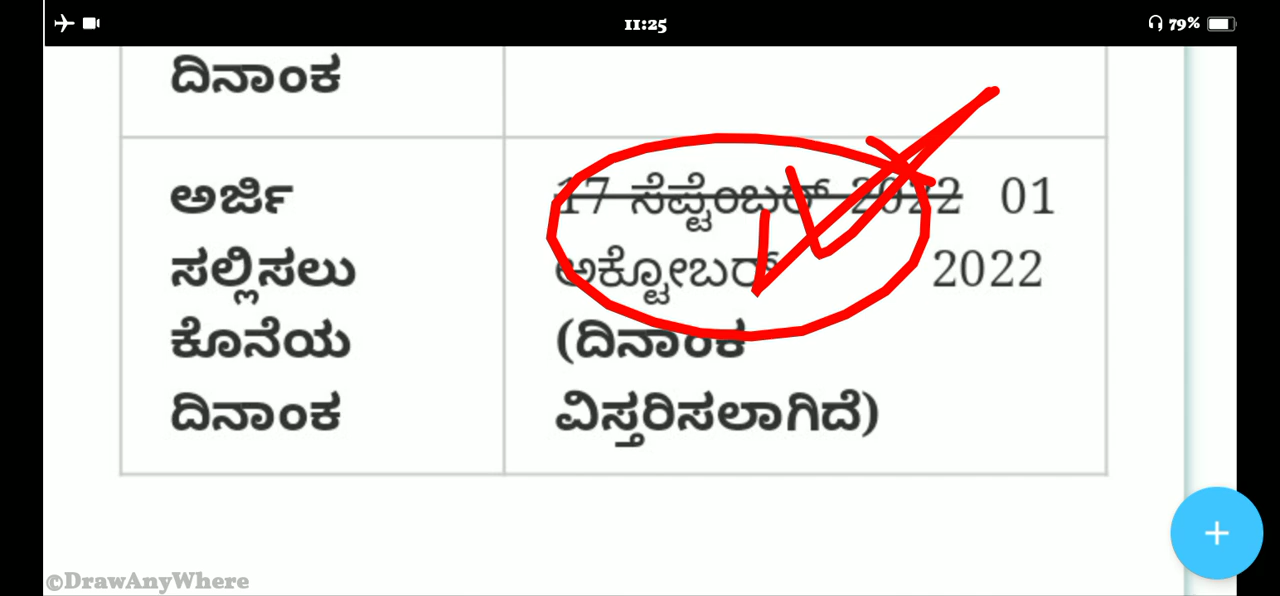 11:25
79%
ದಿನಾಂಕ
ಅರ್ಜಿ
ಸಲ್ಲಿಸಲು
ಕೊನೆಯ
ದಿನಾಂಕ
17 ಸೆಪ್ಟೆಂಬರ್ 2022 01
ಅಕ್ಟೋಬರ್ 2022
(ದಿನಾಂಕ
ವಿಸ್ತರಿಸಲಾಗಿದೆ)
©DrawAnyWhere